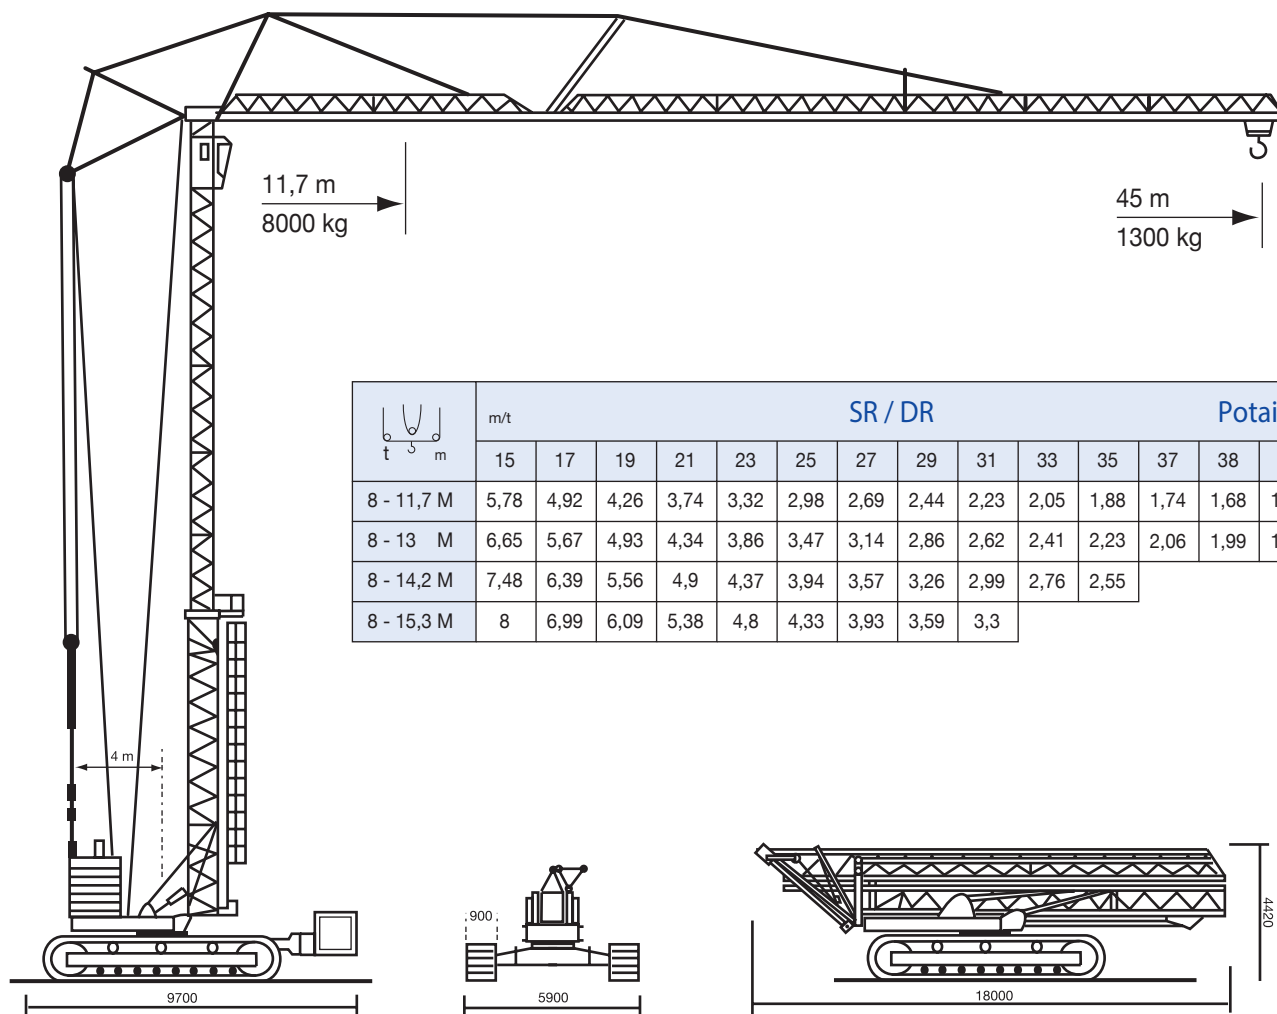 11,7 m
8000 kg
45 m
1300 kg
t m
m/t SR / DR Potai
15 17 19 21 23 25 27 29 31 33 35 37 38
8 - 11,7 M 5,78 4,92 4,26 3,74 3,32 2,98 2,69 2,44 2,23 2,05 1,88 1,74 1,68 1
8 - 13 M 6,65 5,67 4,93 4,34 3,86 3,47 3,14 2,86 2,62 2,41 2,23 2,06 1,99 1
8 - 14,2 M 7,48 6,39 5,56 4,9 4,37 3,94 3,57 3,26 2,99 2,76 2,55
8 - 15,3 M 8 6,99 6,09 5,38 4,8 4,33 3,93 3,59 3,3
4 m
900
4420
9700
5900
18000